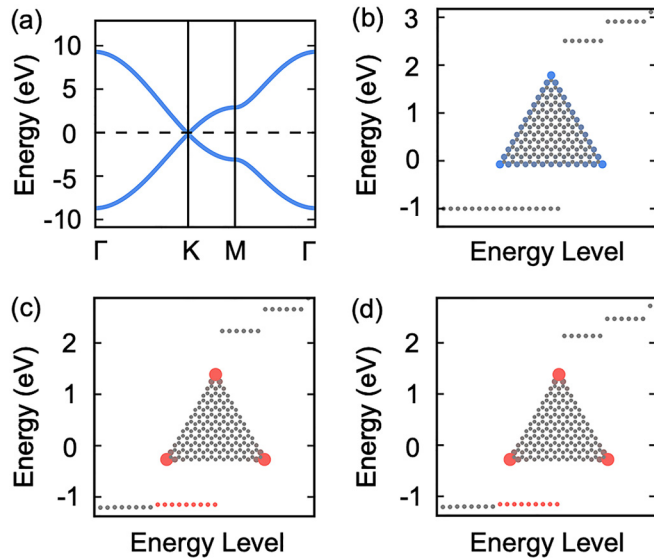 (a)
Energy (eV)
10
5
0
-5
-10
Γ K M Γ
(b)
Energy (eV)
3
2
1
0
-1
Energy Level
(c)
Energy (eV)
2
1
0
-1
Energy Level
(d)
Energy (eV)
2
1
0
-1
Energy Level